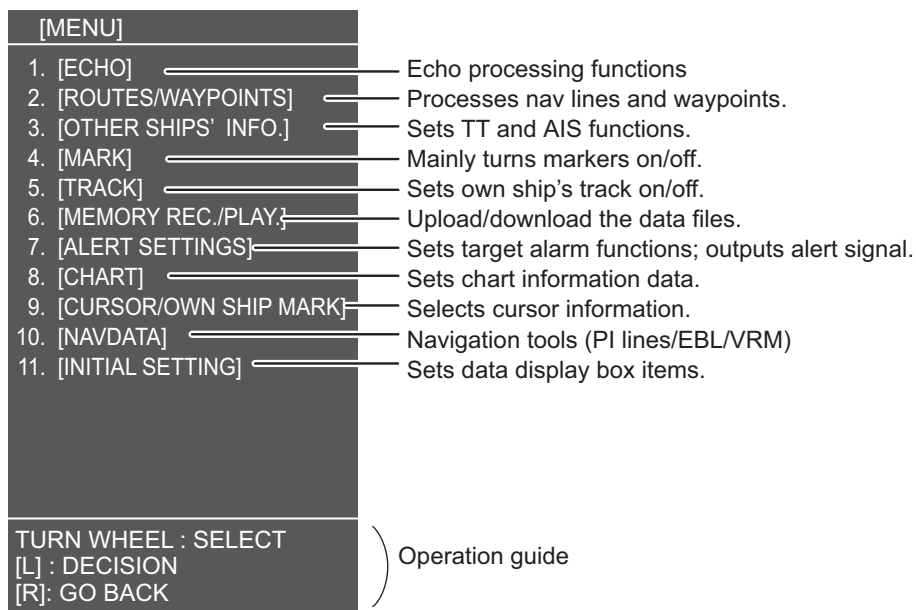 [MENU]
1. [ECHO] Echo processing functions
2. [ROUTES/WAYPOINTS] Processes nav lines and waypoints.
3. [OTHER SHIPS' INFO.] Sets TT and AIS functions.
4. [MARK] Mainly turns markers on/off.
5. [TRACK] Sets own ship's track on/off.
6. [MEMORY REC./PLAY.] Upload/download the data files.
7. [ALERT SETTINGS] Sets target alarm functions; outputs alert signal.
8. [CHART] Sets chart information data.
9. [CURSOR/OWN SHIP MARK] Selects cursor information.
10. [NAVDATA] Navigation tools (PI lines/EBL/VRM)
11. [INITIAL SETTING] Sets data display box items.
TURN WHEEL : SELECT
[L] : DECISION
[R]: GO BACK
Operation guide